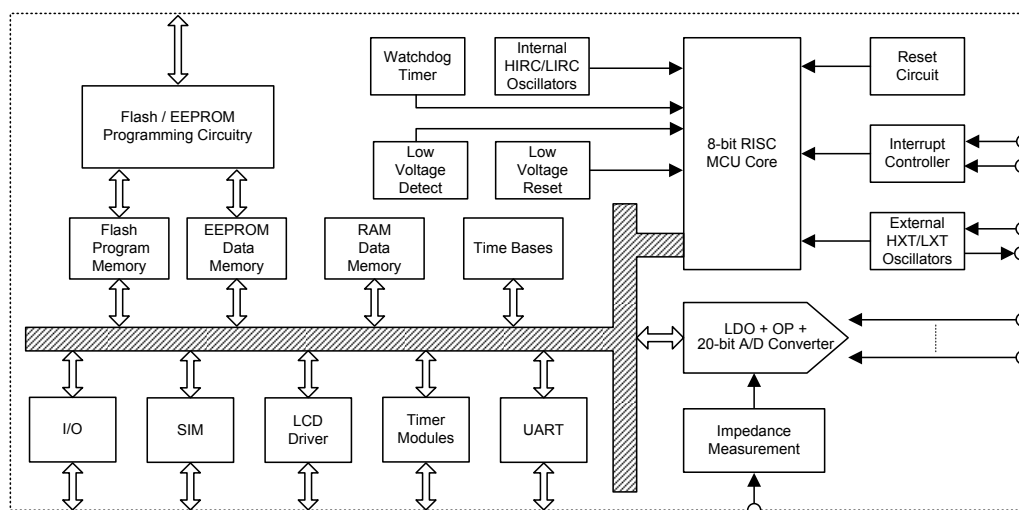 Watchdog
Timer
Internal
HIRC/LIRC
Oscillators
Reset
Circuit
Flash / EEPROM
Programming Circuitry
8-bit RISC
MCU Core
Low
Voltage
Detect
Low
Voltage
Reset
Interrupt
Controller
Flash
Program
Memory
EEPROM
Data
Memory
RAM
Data
Memory
Time Bases
External
HXT/LXT
Oscillators
LDO + OP +
20-bit A/D Converter
I/O
SIM
LCD
Driver
Timer
Modules
UART
Impedance
Measurement